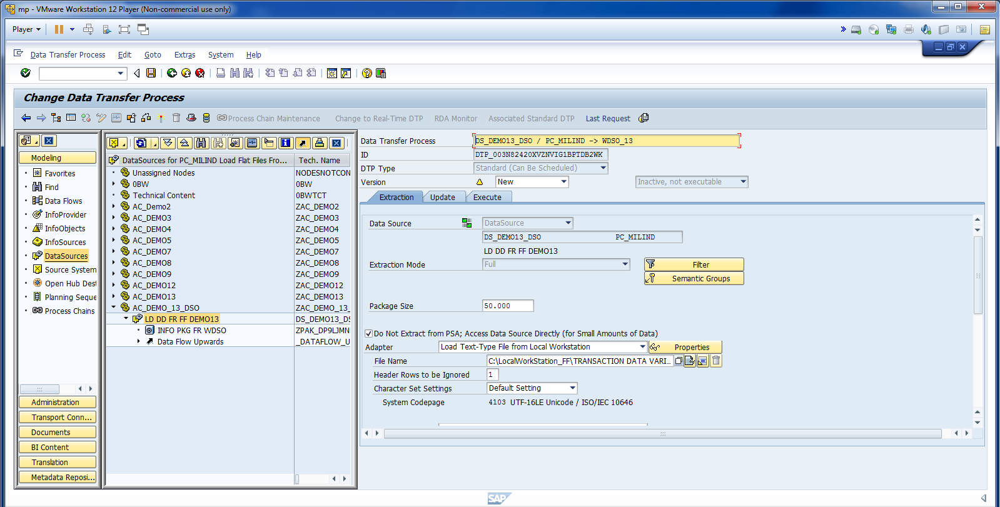 mp - VMware Workstation 12 Player (Non-commercial use only)
Player
Data Transfer Process Edit Goto Extras System Help
Change Data Transfer Process
Process Chain Maintenance Change to Real-Time DTP RDA Monitor Associated Standard DTP Last Request
Modeling
Favorites
Find
Data Flows
InfoProvider
InfoObjects
InfoSources
DataSources
Source System
Open Hub Dest
Planning Seque
Process Chains
Administration
Transport Conn...
Documents
BI Content
Translation
Metadata Reposi...
DataSources for PC_MILIND Load Flat Files Fro... Tech. Name
Unassigned Nodes NODESNOTCON
0BW 0BW
Technical Content 0BWTCT
AC_Demo2 ZAC_DEMO2
AC_DEMO3 ZAC_DEMO3
AC_DEMO4 ZAC_DEMO4
AC_DEMO5 ZAC_DEMO5
AC_DEMO7 ZAC_DEMO7
AC_DEMO8 ZAC_DEMO8
AC_DEMO9 ZAC_DEMO9
AC_DEMO12 ZAC_DEMO12
AC_DEMO13 ZAC_DEMO13
AC_DEMO_13_DSO ZAC_DEMO_13_
LD DD FR FF DEMO13 DS_DEMO13_DS
INFO PKG FR WDSO ZPAK_DP9LJMN
Data Flow Upwards _DATAFLOW_U
Data Transfer Process DS_DEMO13_DSO / PC_MILIND -> WDSO_13
ID DTP_003N82420XVZNVIG1BPTDB2WK
DTP Type Standard (Can Be Scheduled)
Version New Inactive, not executable
Extraction Update Execute
Data Source DataSource
DS_DEMO13_DSO PC_MILIND
LD DD FR FF DEMO13
Extraction Mode Full Filter
Semantic Groups
Package Size 50.000
Do Not Extract from PSA; Access Data Source Directly (for Small Amounts of Data)
Adapter Load Text-Type File from Local Workstation Properties
File Name C:\LocalWorkStation_FF\TRANSACTION DATA VARI...
Header Rows to be Ignored 1
Character Set Settings Default Setting
System Codepage 4103 UTF-16LE Unicode / ISO/IEC 10646
SAP